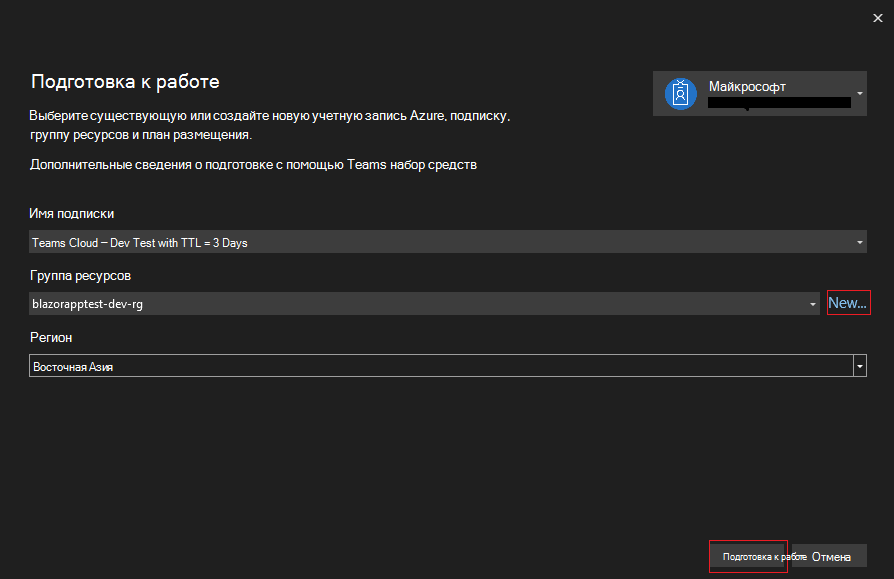 Подготовка к работе
Майкрософт
Выберите существующую или создайте новую учетную запись Azure, подписку,
группу ресурсов и план размещения.
Дополнительные сведения о подготовке с помощью Teams набор средств
Имя подписки
Teams Cloud – Dev Test with TTL = 3 Days
Группа ресурсов
blazorapptest-dev-rg
New...
Регион
Восточная Азия
Подготовка к работе
Отмена